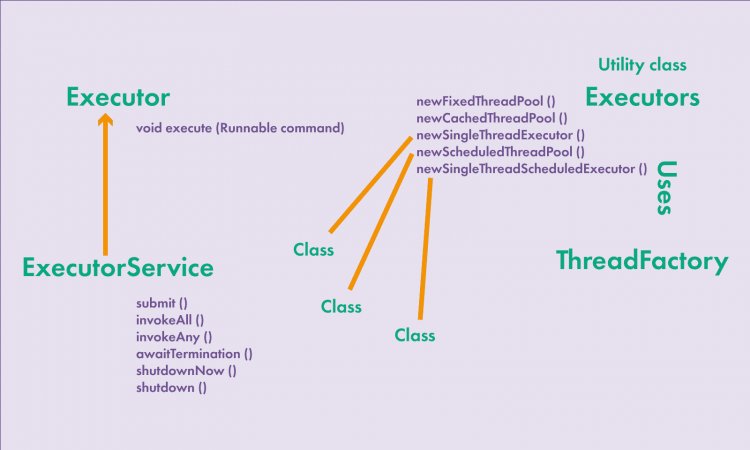 Executor
void execute (Runnable command)
ExecutorService
submit ()
invokeAll ()
invokeAny ()
awaitTermination ()
shutdownNow ()
shutdown ()
newFixedThreadPool ()
newCachedThreadPool ()
newSingleThreadExecutor ()
newScheduledThreadPool ()
newSingleThreadScheduledExecutor ()
Class
Class
Class
Utility class
Executors
Uses
ThreadFactory